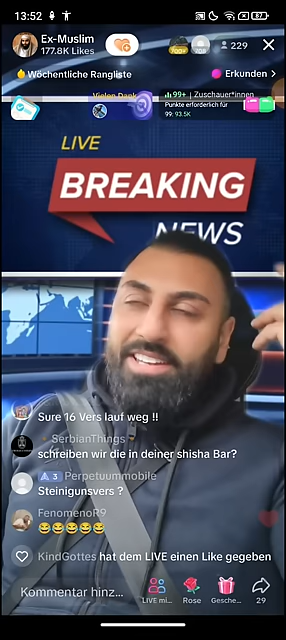 13:52
87
Ex-Muslim
177.8K Likes
700+
229
Wöchentliche Rangliste
Erkunden >
Vielen Dank
99+ | Zuschauer*innen
Punkte erforderlich für
99: 93.5K
LIVE
BREAKING
NEWS
Sure 16 Vers lauf weg !!
SerbianThings
schreiben wir die in deiner shisha Bar?
3 Perpetuummobile
Steinigunsvers ?
FenomenoR9
😂😂😂😂😂
KindGottes hat dem LIVE einen Like gegeben
Kommentar hinz...
LIVE mi...
Rose
Gesche...
29